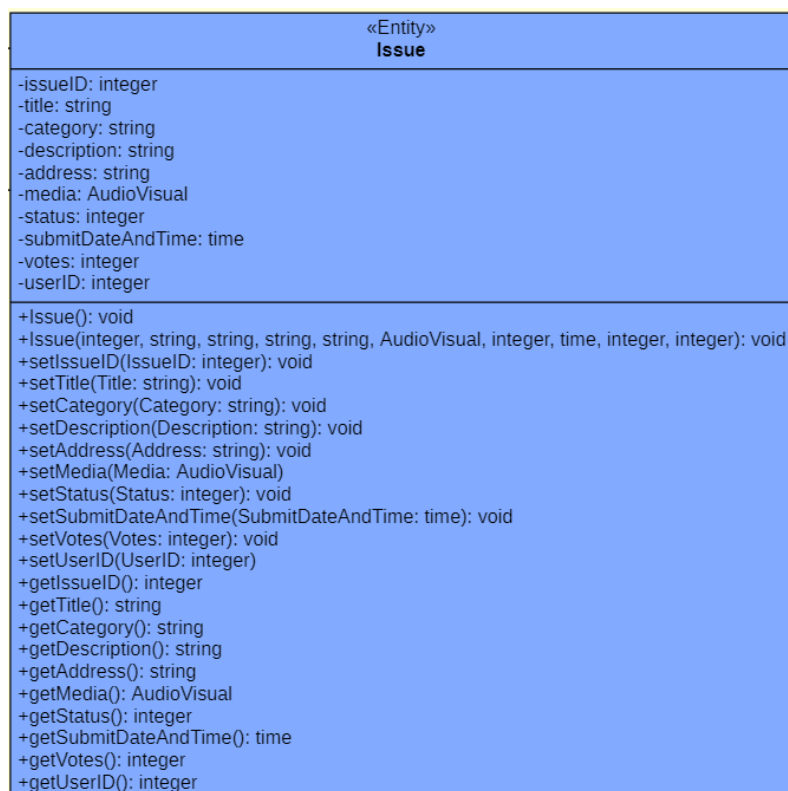 «Entity»
Issue
-issueID: integer
-title: string
-category: string
-description: string
-address: string
-media: AudioVisual
-status: integer
-submitDateAndTime: time
-votes: integer
-userID: integer
+Issue(): void
+Issue(integer, string, string, string, string, AudioVisual, integer, time, integer, integer): void
+setIssueID(IssueID: integer): void
+setTitle(Title: string): void
+setCategory(Category: string): void
+setDescription(Description: string): void
+setAddress(Address: string): void
+setMedia(Media: AudioVisual)
+setStatus(Status: integer): void
+setSubmitDateAndTime(SubmitDateAndTime: time): void
+setVotes(Votes: integer): void
+setUserID(UserID: integer)
+getIssueID(): integer
+getTitle(): string
+getCategory(): string
+getDescription(): string
+getAddress(): string
+getMedia(): AudioVisual
+getStatus(): integer
+getSubmitDateAndTime(): time
+getVotes(): integer
+getUserID(): integer